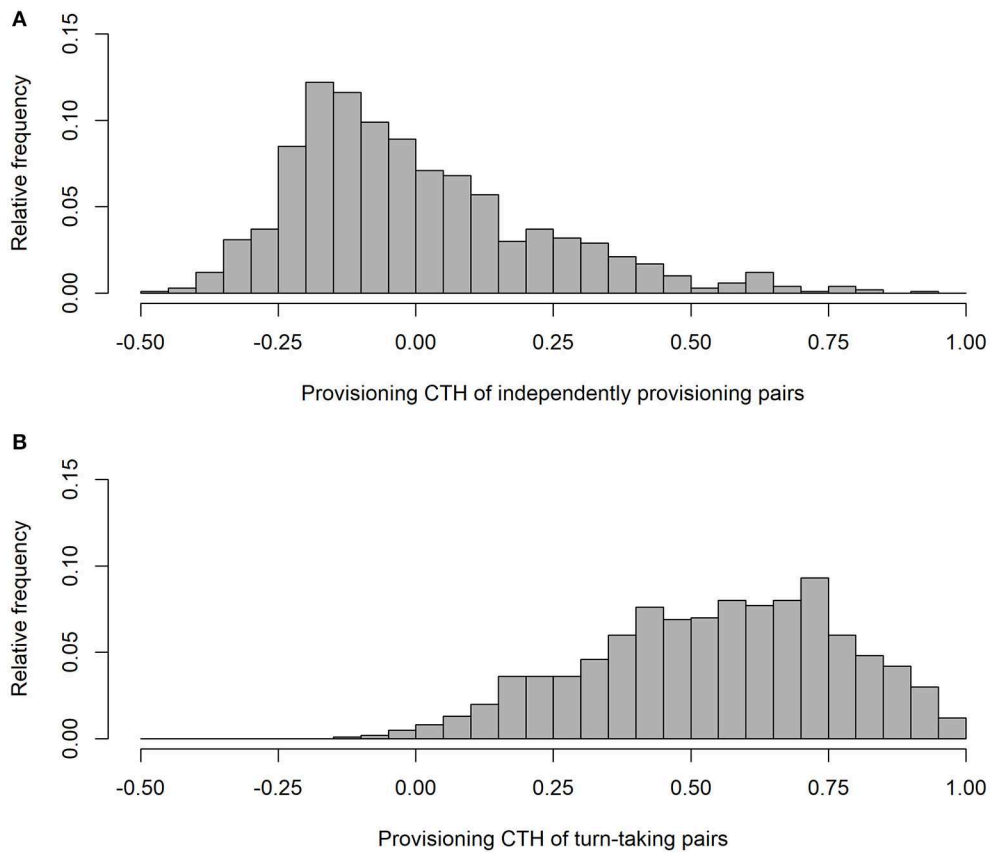 A
Relative frequency
0.15
0.10
0.05
0.00
-0.50 -0.25 0.00 0.25 0.50 0.75 1.00
Provisioning CTH of independently provisioning pairs
B
Relative frequency
0.15
0.10
0.05
0.00
-0.50 -0.25 0.00 0.25 0.50 0.75 1.00
Provisioning CTH of turn-taking pairs